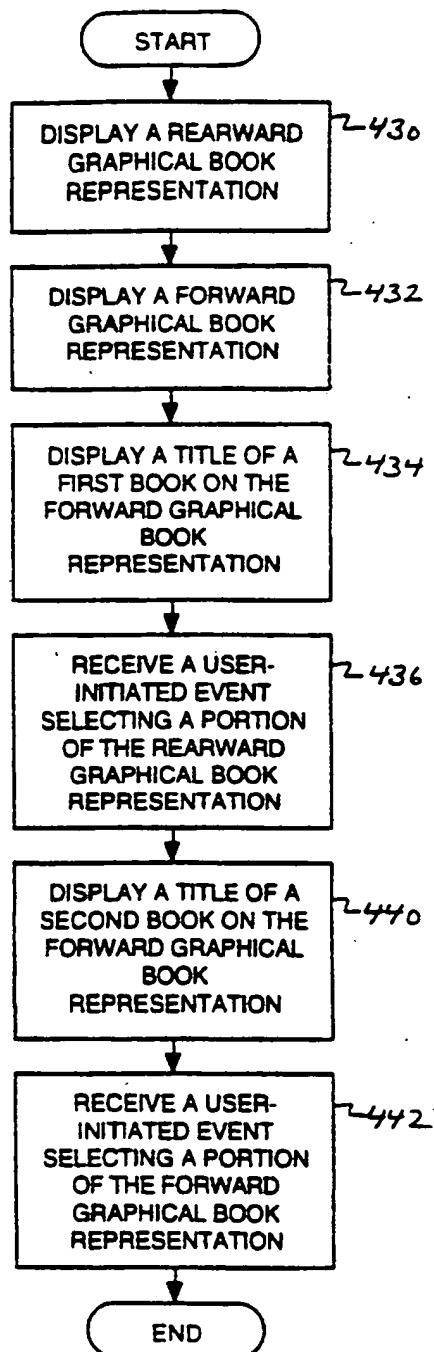 START
DISPLAY A REARWARD
GRAPHICAL BOOK
REPRESENTATION
430
DISPLAY A FORWARD
GRAPHICAL BOOK
REPRESENTATION
432
DISPLAY A TITLE OF A
FIRST BOOK ON THE
FORWARD GRAPHICAL
BOOK
REPRESENTATION
434
RECEIVE A USER-
INITIATED EVENT
SELECTING A PORTION
OF THE REARWARD
GRAPHICAL BOOK
REPRESENTATION
436
DISPLAY A TITLE OF A
SECOND BOOK ON THE
FORWARD GRAPHICAL
BOOK
REPRESENTATION
440
RECEIVE A USER-
INITIATED EVENT
SELECTING A PORTION
OF THE FORWARD
GRAPHICAL BOOK
REPRESENTATION
442
END